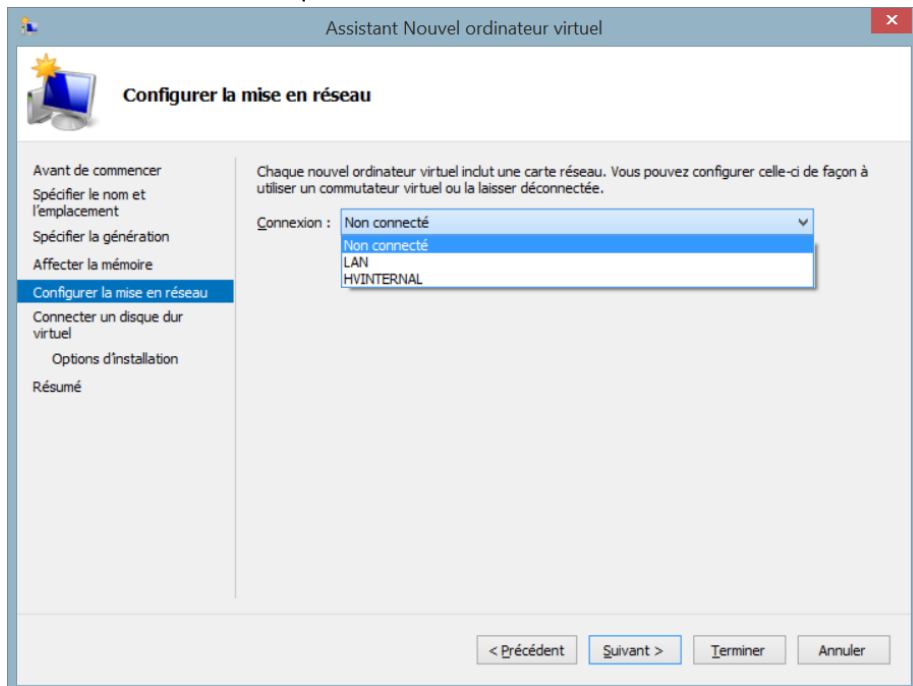 Assistant Nouvel ordinateur virtuel
Configurer la mise en réseau
Avant de commencer
Spécifier le nom et
l'emplacement
Spécifier la génération
Affecter la mémoire
Configurer la mise en réseau
Connecter un disque dur
virtuel
Options d'installation
Résumé
Chaque nouvel ordinateur virtuel inclut une carte réseau. Vous pouvez configurer celle-ci de façon à
utiliser un commutateur virtuel ou la laisser déconnectée.
Connexion : Non connecté
Non connecté
LAN
HVINTERNAL
< Précédent Suivant > Terminer Annuler